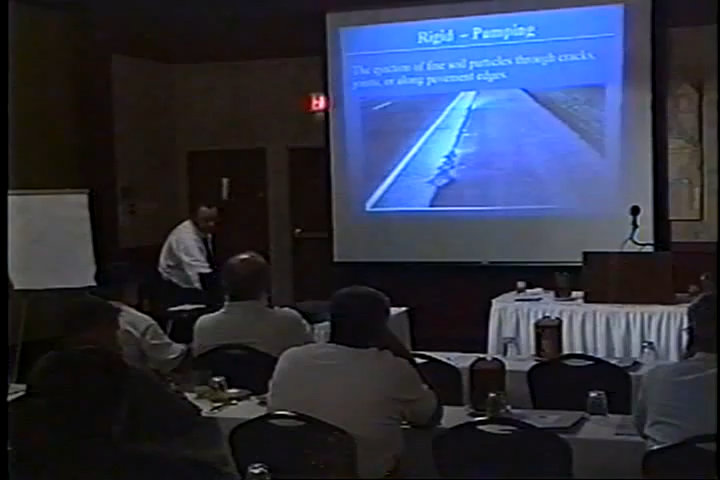 Rigid – Pumping
The ejection of fine soil particles through cracks,
joints, or along pavement edges.